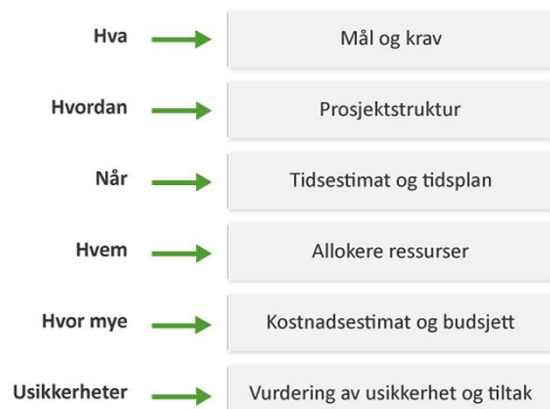 Hva Mål og krav
Hvordan Prosjektstruktur
Når Tidsestimat og tidsplan
Hvem Allokere ressurser
Hvor mye Kostnadsestimat og budsjett
Usikkerheter Vurdering av usikkerhet og tiltak